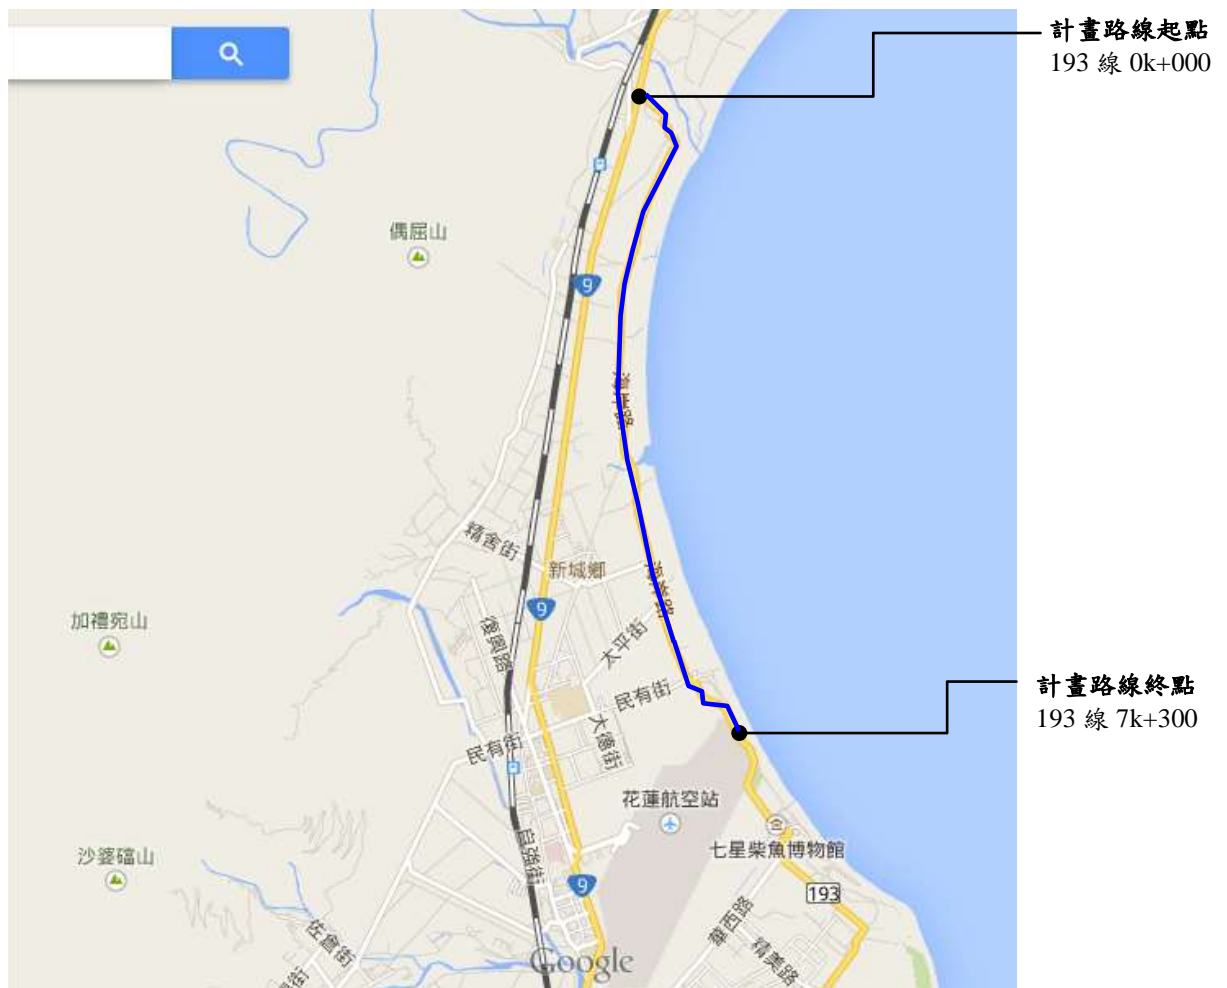 計畫路線起點
193 線 0k+000
偶屈山
9
海岸路
精舍街
新城鄉
海岸路
9
加禮宛山
復興路
太平街
民有街
計畫路線終點
193 線 7k+300
大德街
民有街
花蓮航空站
七星柴魚博物館
沙婆礑山
自強街
9
193
華西路
佐倉街
精美路
Google